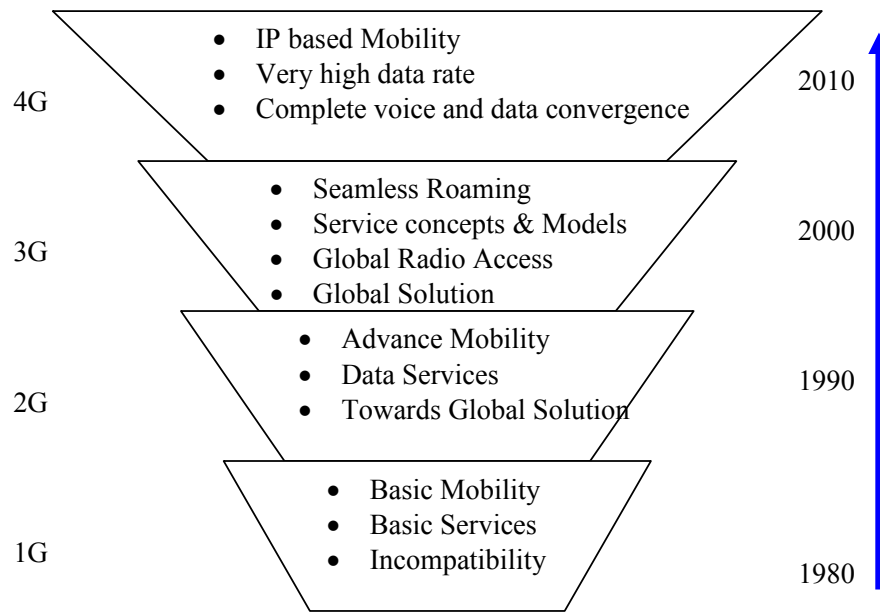 • IP based Mobility
• Very high data rate
• Complete voice and data convergence
4G
2010
• Seamless Roaming
• Service concepts & Models
• Global Radio Access
• Global Solution
3G
2000
• Advance Mobility
• Data Services
• Towards Global Solution
2G
1990
• Basic Mobility
• Basic Services
• Incompatibility
1G
1980